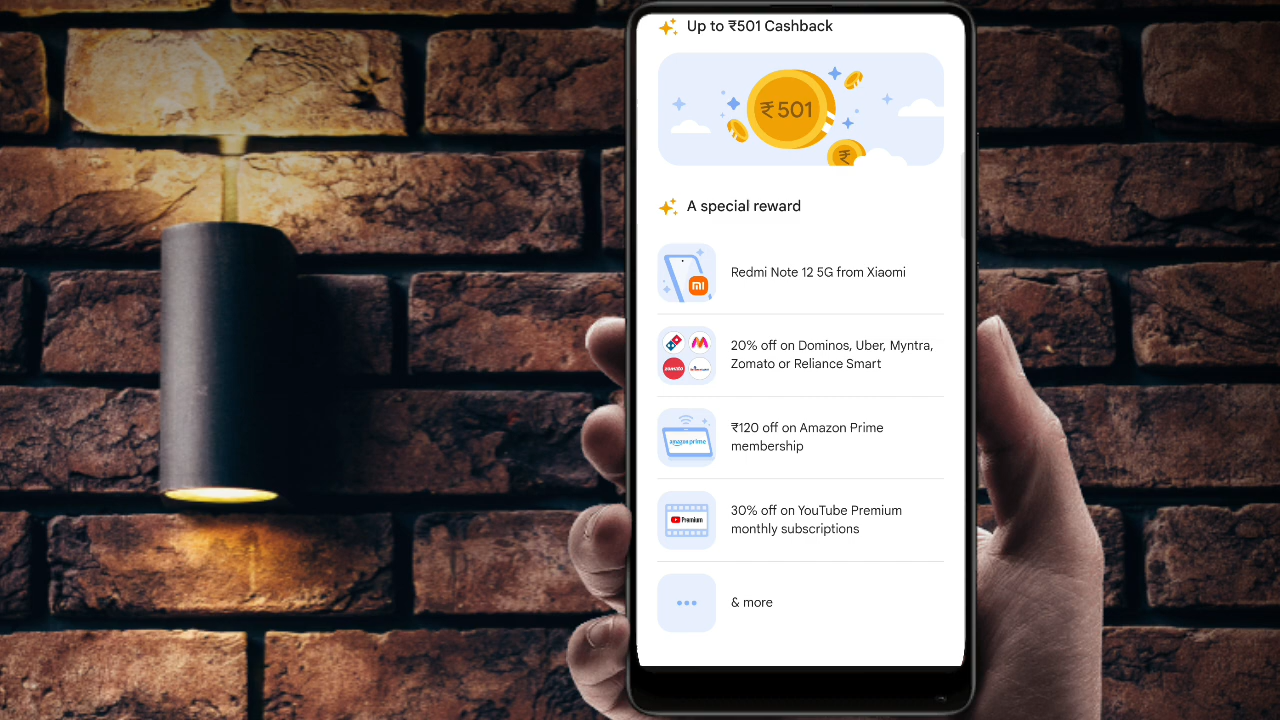 Up to ₹501 Cashback
₹501
₹
A special reward
Redmi Note 12 5G from Xiaomi
mi
20% off on Dominos, Uber, Myntra,
Zomato or Reliance Smart
zomato
₹120 off on Amazon Prime
membership
amazon prime
30% off on YouTube Premium
monthly subscriptions
Premium
& more